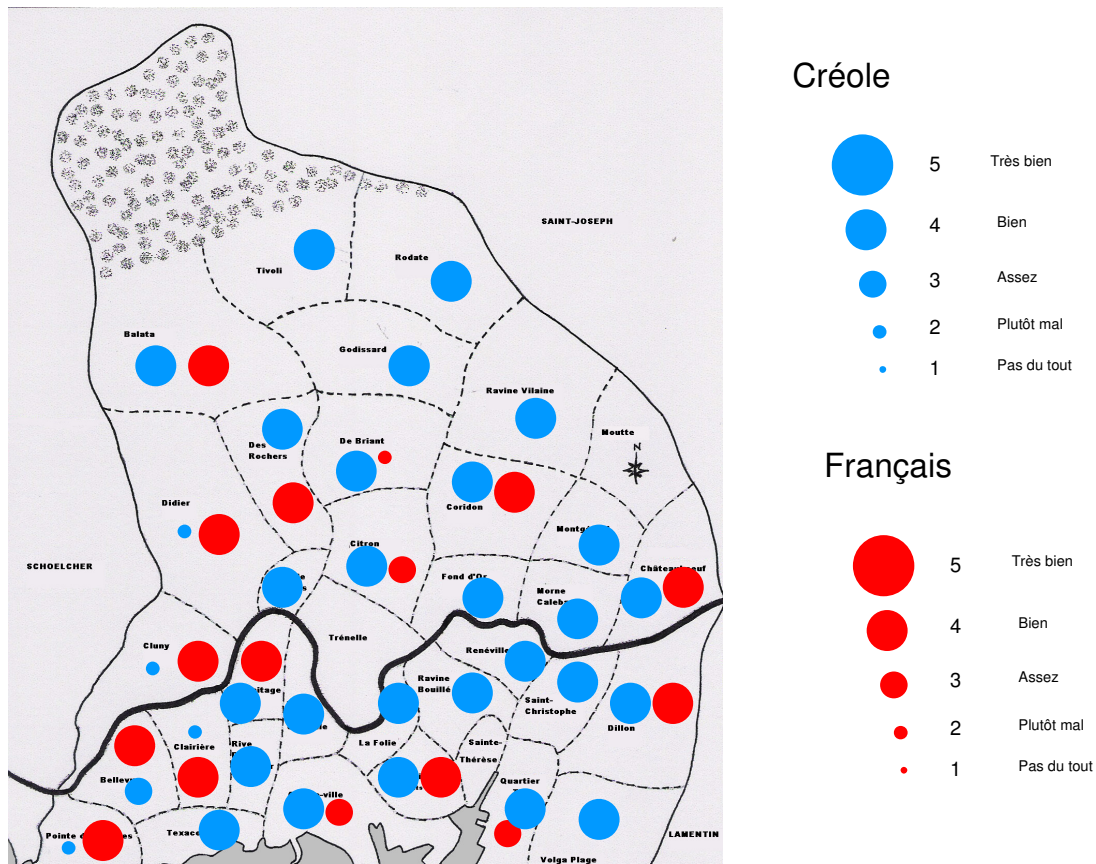 Créole
5 Très bien
4 Bien
3 Assez
2 Plutôt mal
1 Pas du tout
Français
5 Très bien
4 Bien
3 Assez
2 Plutôt mal
1 Pas du tout
SAINT-JOSEPH
Tivoli
Rodate
Balata
Godissard
Ravine Vilaine
Moutte
N
Des
Rochers
De Briant
Coridon
Didier
Citron
Fond d'Or
Morne
SCHOELCHER
Trénelle
Cluny
Renéville
Ravine
Bouillé
Saint-
Christophe
Dillon
Clairière
Rive
La Folie
Sainte-
Thérèse
Quartier
Volga Plage
LAMENTIN